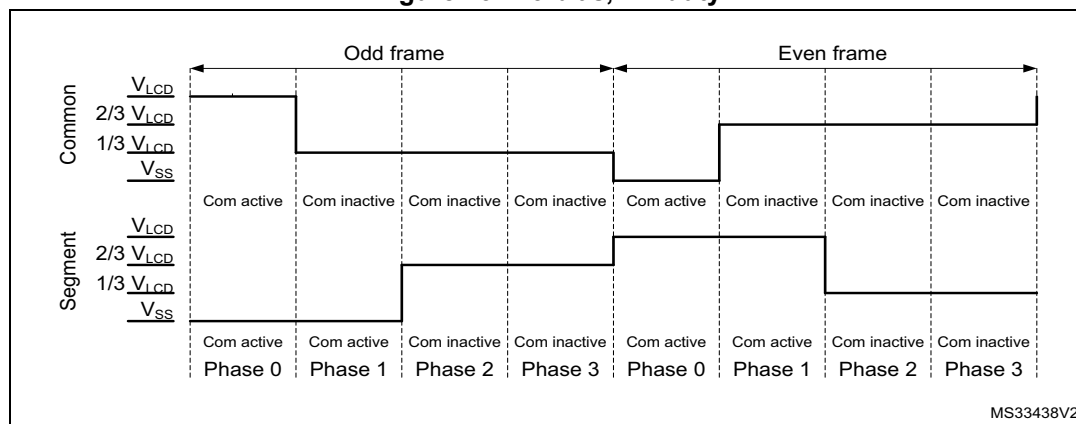 Odd frame Even frame
Common
V_LCD
2/3 V_LCD
1/3 V_LCD
V_SS
Com active Com inactive Com inactive Com inactive Com active Com inactive Com inactive Com inactive
Segment
V_LCD
2/3 V_LCD
1/3 V_LCD
V_SS
Com active Com active Com inactive Com inactive Com active Com active Com inactive Com inactive
Phase 0 Phase 1 Phase 2 Phase 3 Phase 0 Phase 1 Phase 2 Phase 3
MS33438V2